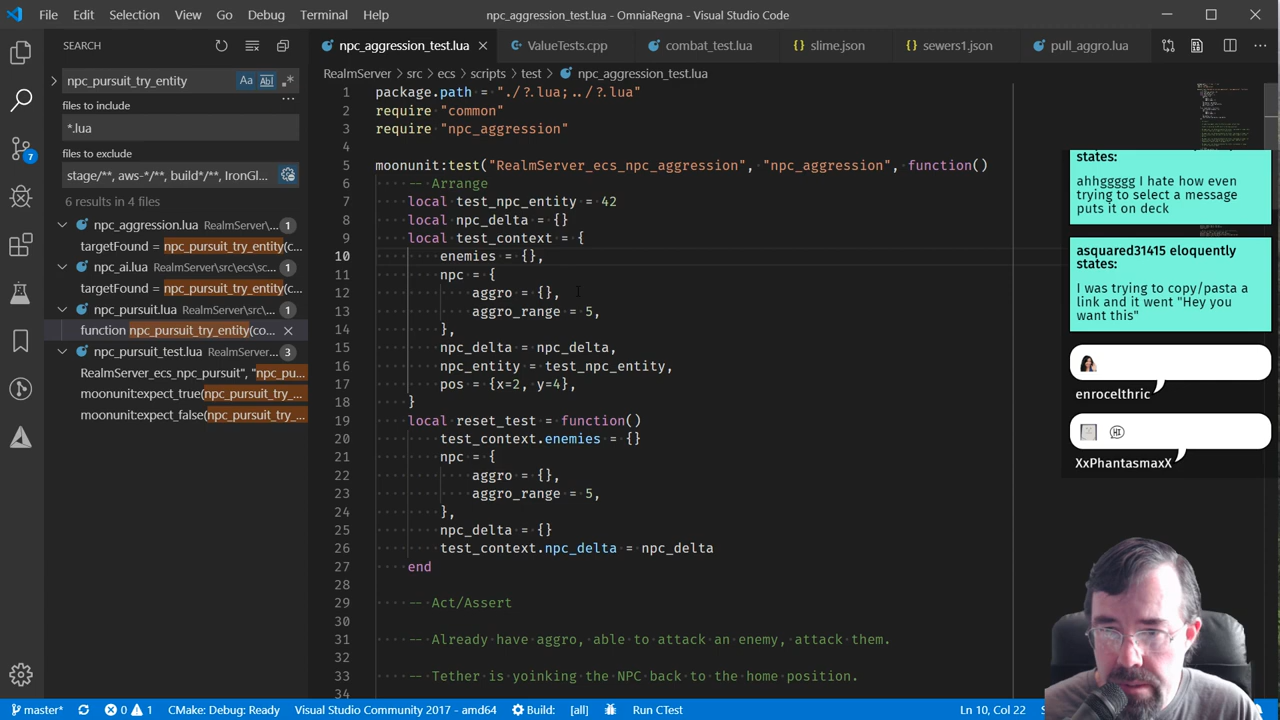 File Edit Selection View Go Debug Terminal Help
npc_aggression_test.lua - OmniaRegna - Visual Studio Code
SEARCH
npc_aggression_test.lua
ValueTests.cpp
combat_test.lua
slime.json
sewers1.json
pull_aggro.lua
npc_pursuit_try_entity
files to include
*.lua
files to exclude
stage/**, aws-*/**, build*/**, IronGl...
6 results in 4 files
npc_aggression.lua RealmServer\... 1
targetFound = npc_pursuit_try_entity(c...
npc_ai.lua RealmServer\src\ecs\sc... 1
targetFound = npc_pursuit_try_entity(c...
npc_pursuit.lua RealmServer\src\... 1
function npc_pursuit_try_entity(co...
npc_pursuit_test.lua RealmServer... 3
RealmServer_ecs_npc_pursuit", "npc_pu...
moonunit:expect_true(npc_pursuit_try_...
moonunit:expect_false(npc_pursuit_try_...
7
RealmServer > src > ecs > scripts > test > npc_aggression_test.lua
1 package.path = "./?.lua;../?.lua"
2 require "common"
3 require "npc_aggression"
4
5 moonunit:test("RealmServer_ecs_npc_aggression", "npc_aggression", function()
6 -- Arrange
7 local test_npc_entity = 42
8 local npc_delta = {}
9 local test_context = {
10 enemies = {},
11 npc = {
12 aggro = {},
13 aggro_range = 5,
14 },
15 npc_delta = npc_delta,
16 npc_entity = test_npc_entity,
17 pos = {x=2, y=4},
18 }
19 local reset_test = function()
20 test_context.enemies = {}
21 npc = {
22 aggro = {},
23 aggro_range = 5,
24 },
25 npc_delta = {}
26 test_context.npc_delta = npc_delta
27 end
28
29 -- Act/Assert
30
31 -- Already have aggro, able to attack an enemy, attack them.
32
33 -- Tether is yoinking the NPC back to the home position.
34
states:
ahhggggg I hate how even
trying to select a message
puts it on deck
asquared31415 eloquently
states:
I was trying to copy/pasta a
link and it went "Hey you
want this"
enrocelthric
HI
XxPhantasmaxX
master* 0 1 CMake: Debug: Ready Visual Studio Community 2017 - amd64 Build: [all] Run CTest Ln 10, Col 22